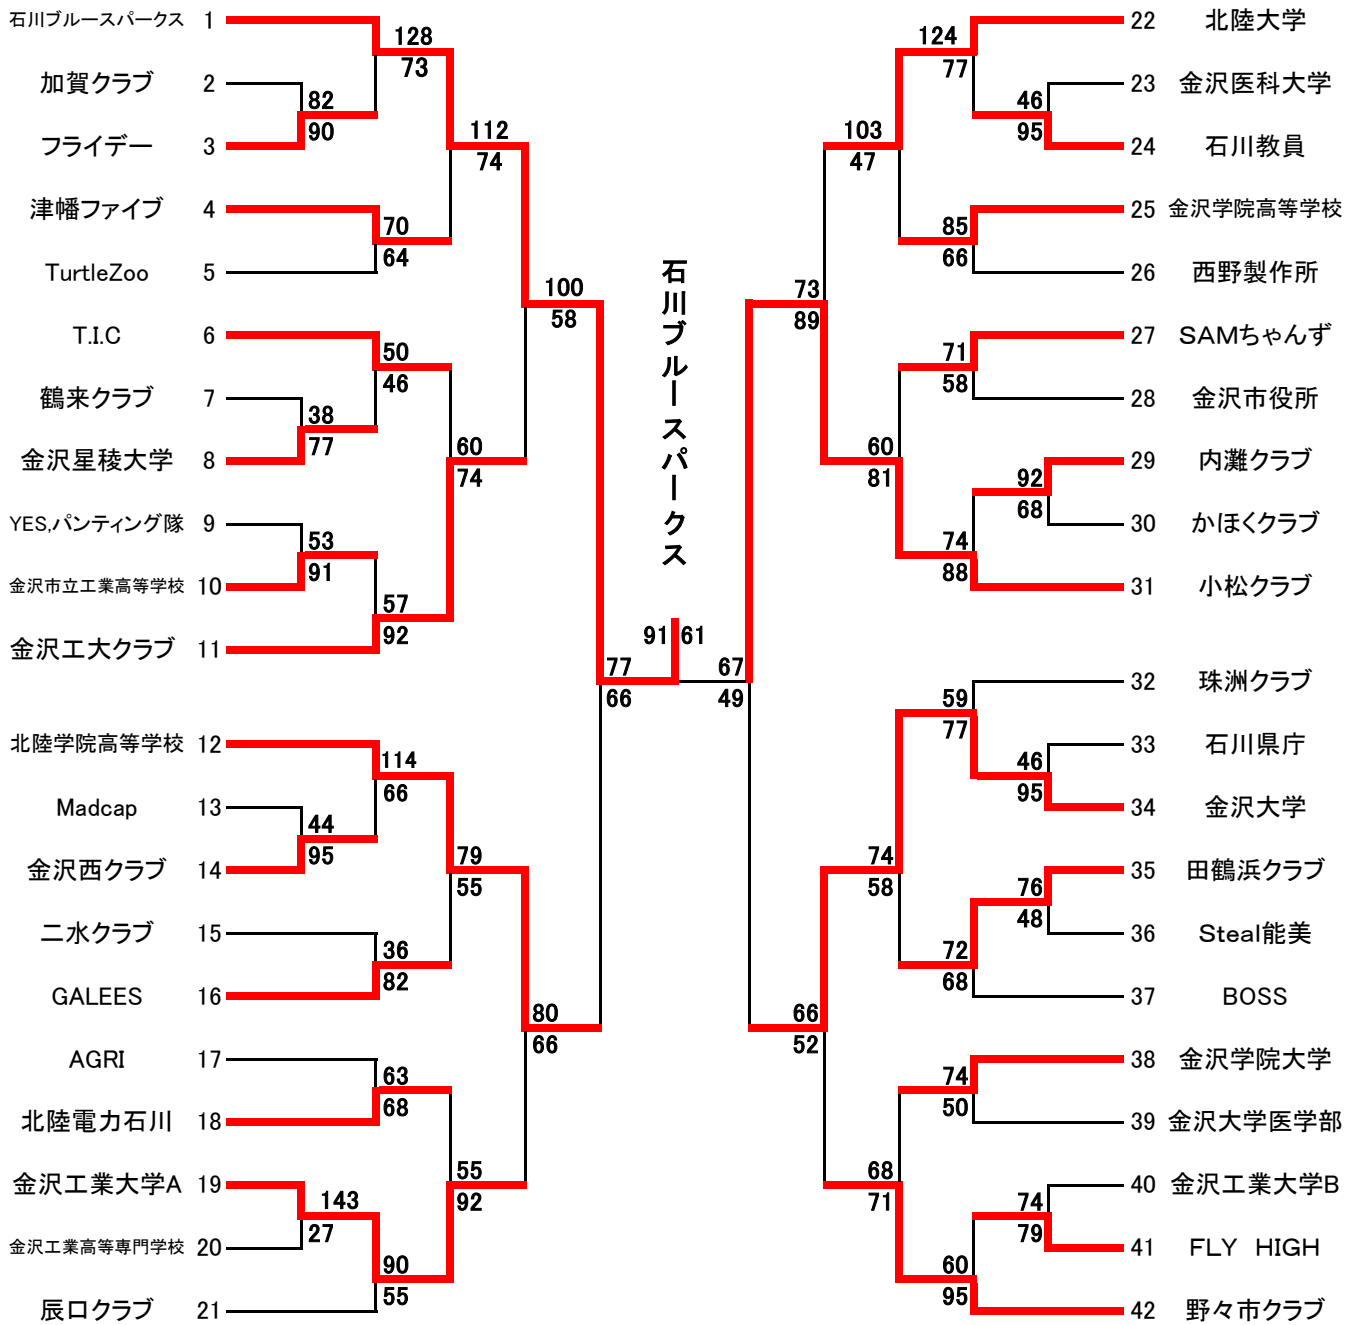 石川ブルースパークス 1
加賀クラブ 2
フライデー 3
津幡ファイブ 4
TurtleZoo 5
T.I.C 6
鶴来クラブ 7
金沢星稜大学 8
YES,パンティング隊 9
金沢市立工業高等学校 10
金沢工大クラブ 11
北陸学院高等学校 12
Madcap 13
金沢西クラブ 14
二水クラブ 15
GALEES 16
AGRI 17
北陸電力石川 18
金沢工業大学A 19
金沢工業高等専門学校 20
辰口クラブ 21
82
90
38
77
53
91
44
95
143
27
128
73
70
64
50
46
57
92
114
66
36
82
63
68
90
55
112
74
60
74
79
55
55
92
100
58
80
66
77
66
石川ブルースパークス
91 61
67
49
73
89
66
52
103
47
60
81
74
58
68
71
124
77
85
66
71
58
74
88
59
77
72
68
74
50
60
95
46
95
92
68
46
95
76
48
74
79
22 北陸大学
23 金沢医科大学
24 石川教員
25 金沢学院高等学校
26 西野製作所
27 SAMちゃんず
28 金沢市役所
29 内灘クラブ
30 かほくクラブ
31 小松クラブ
32 珠洲クラブ
33 石川県庁
34 金沢大学
35 田鶴浜クラブ
36 Steal能美
37 BOSS
38 金沢学院大学
39 金沢大学医学部
40 金沢工業大学B
41 FLY HIGH
42 野々市クラブ